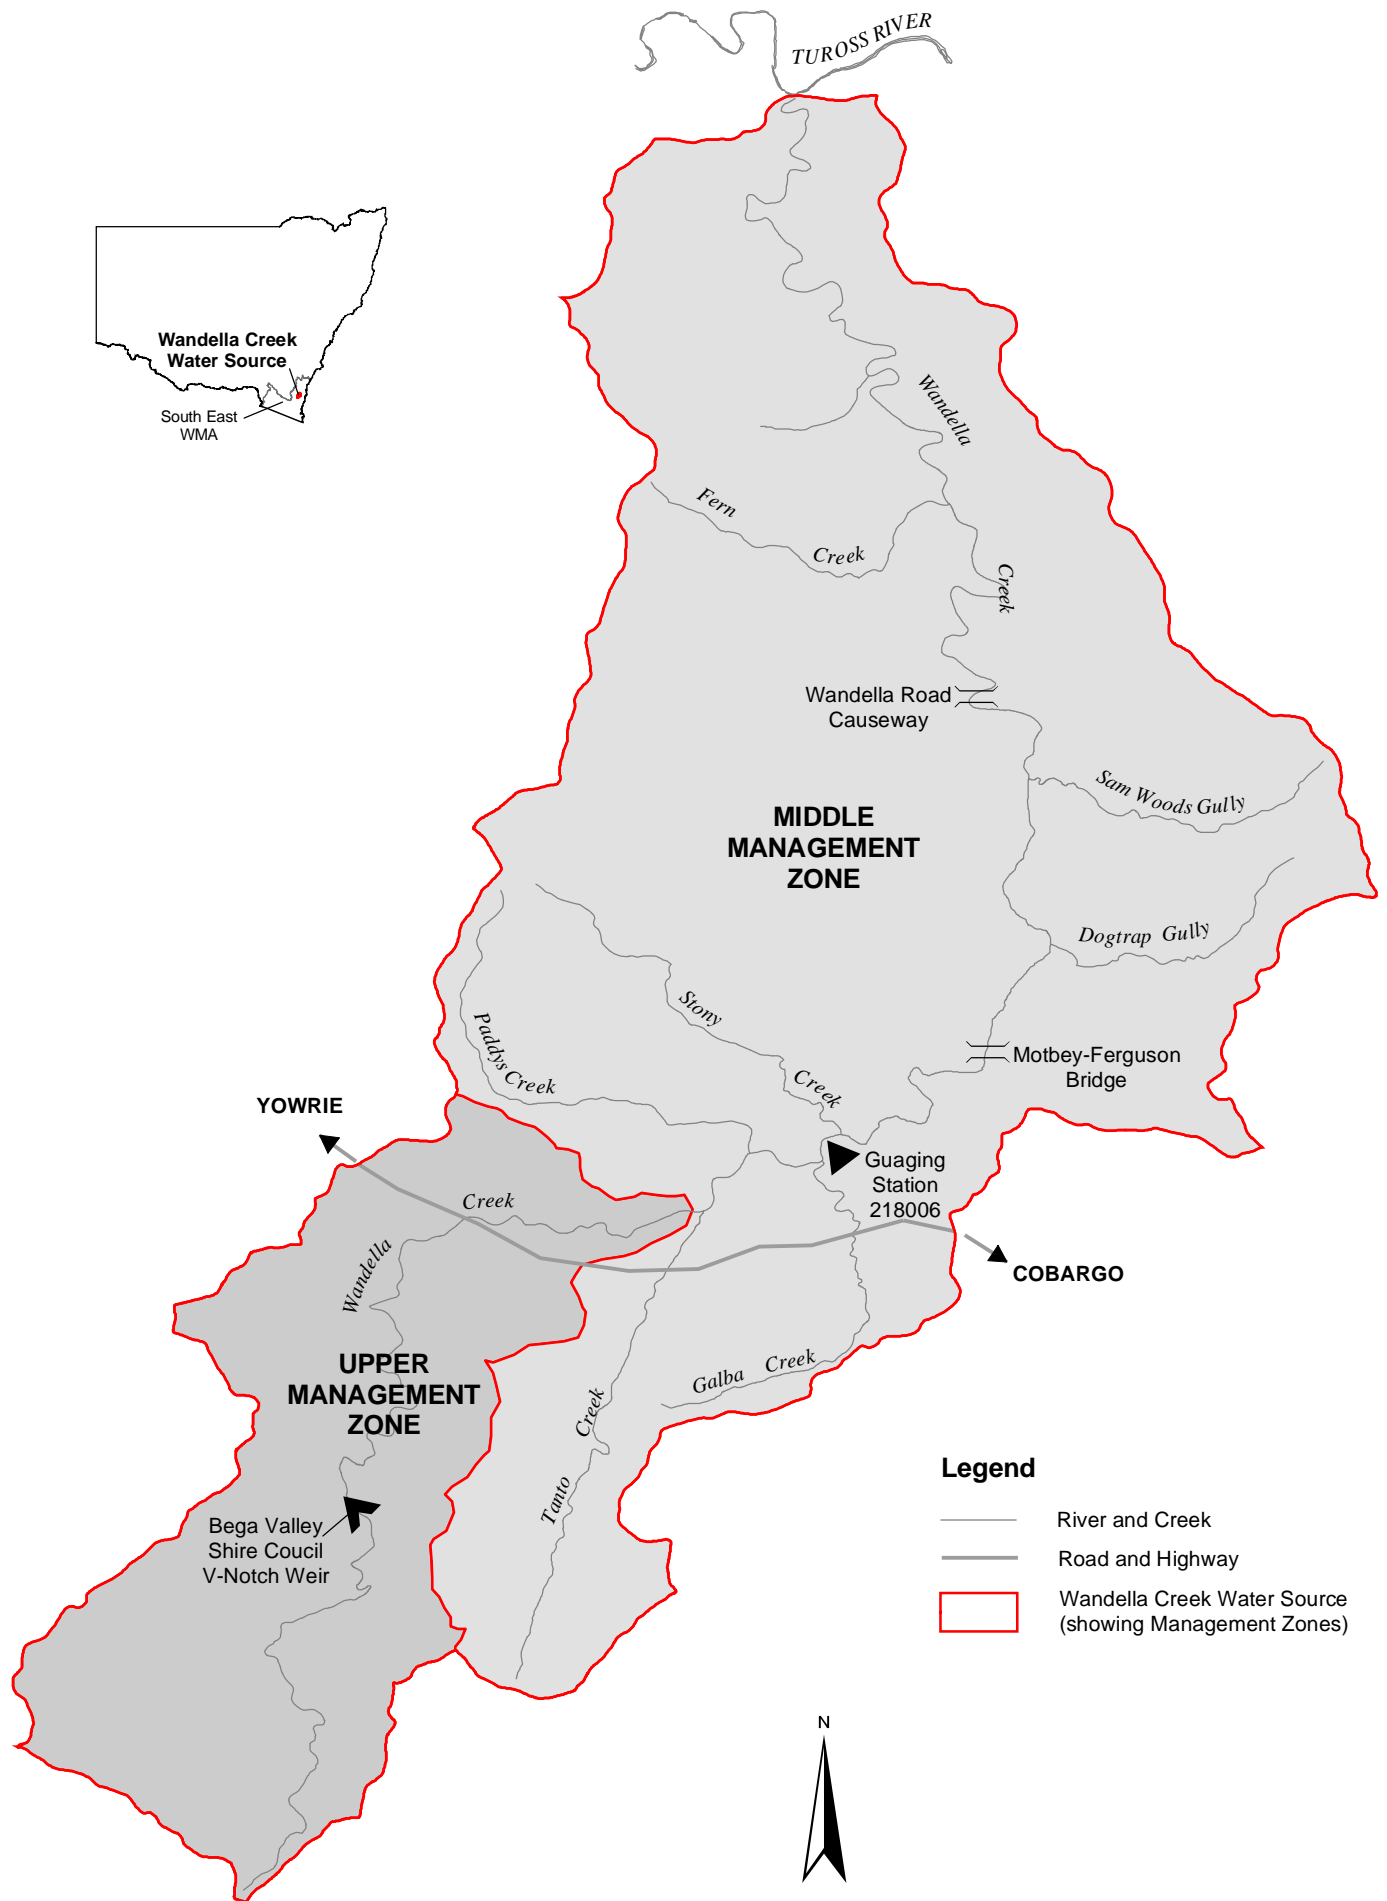 TUROSS RIVER
Wandella Creek
Water Source
South East
WMA
Wandella
Creek
Fern
Creek
Wandella Road
Causeway
Sam Woods Gully
MIDDLE
MANAGEMENT
ZONE
Dogtrap Gully
Stony
Creek
Paddys Creek
Motbey-Ferguson
Bridge
YOWRIE
Guaging
Station
218006
Creek
Wandella
COBARGO
UPPER
MANAGEMENT
ZONE
Galba Creek
Creek
Tanto
Bega Valley
Shire Coucil
V-Notch Weir
Legend
River and Creek
Road and Highway
Wandella Creek Water Source
(showing Management Zones)
N